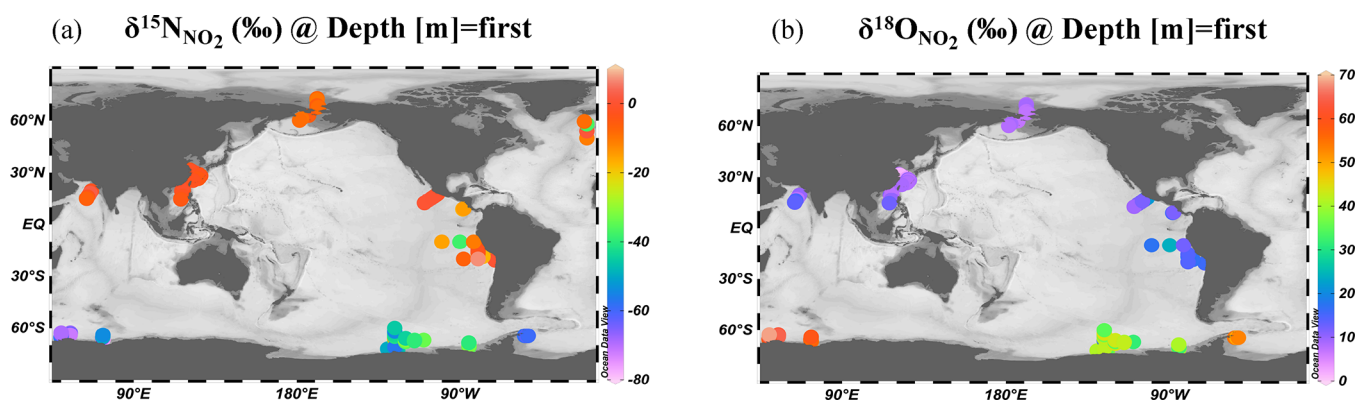 (a) δ15N_NO2 (‰) @ Depth [m]=first
60°N
30°N
EQ
30°S
60°S
90°E
180°E
90°W
0
-20
-40
-60
-80
Ocean Data View
(b) δ18O_NO2 (‰) @ Depth [m]=first
60°N
30°N
EQ
30°S
60°S
90°E
180°E
90°W
70
60
50
40
30
20
10
0
Ocean Data View